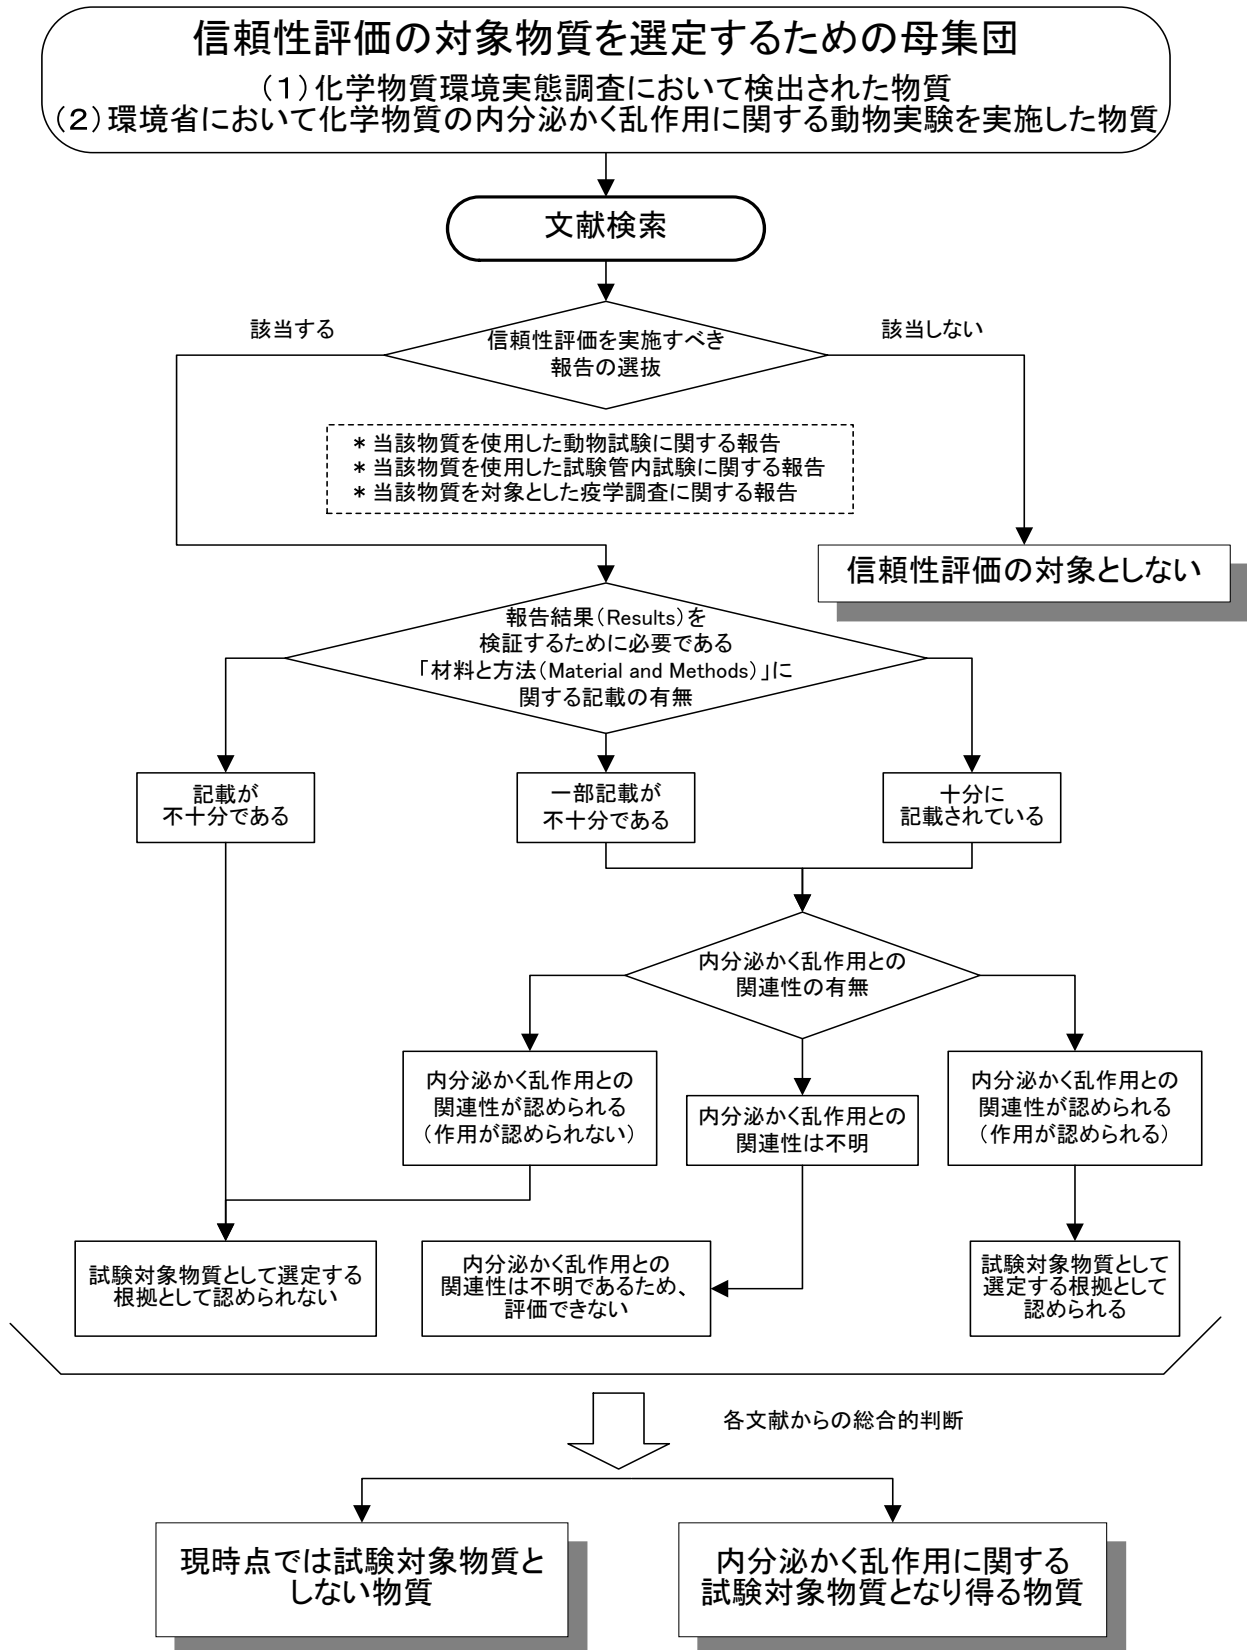 信頼性評価の対象物質を選定するための母集団
(1)化学物質環境実態調査において検出された物質
(2)環境省において化学物質の内分泌かく乱作用に関する動物実験を実施した物質
文献検索
該当する
該当しない
信頼性評価を実施すべき
報告の選抜
* 当該物質を使用した動物試験に関する報告
* 当該物質を使用した試験管内試験に関する報告
* 当該物質を対象とした疫学調査に関する報告
信頼性評価の対象としない
報告結果(Results)を
検証するために必要である
「材料と方法(Material and Methods)」に
関する記載の有無
記載が
不十分である
一部記載が
不十分である
十分に
記載されている
内分泌かく乱作用との
関連性の有無
内分泌かく乱作用との
関連性が認められる
(作用が認められない)
内分泌かく乱作用との
関連性は不明
内分泌かく乱作用との
関連性が認められる
(作用が認められる)
試験対象物質として選定する
根拠として認められない
内分泌かく乱作用との
関連性は不明であるため、
評価できない
試験対象物質として
選定する根拠として
認められる
各文献からの総合的判断
現時点では試験対象物質と
しない物質
内分泌かく乱作用に関する
試験対象物質となり得る物質